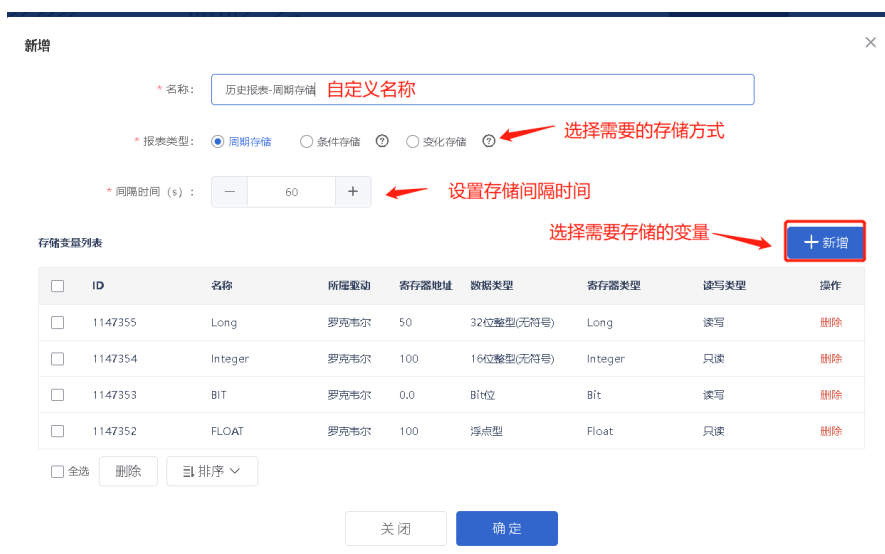 新增
* 名称: 历史报表-周期存储 自定义名称
* 报表类型: 周期存储 条件存储 ? 变化存储 ? 选择需要的存储方式
* 间隔时间 (s) : — 60 + 设置存储间隔时间
选择需要存储的变量
存储变量列表 + 新增
ID 名称 所属驱动 寄存器地址 数据类型 寄存器类型 读写类型 操作
1147355 Long 罗克韦尔 50 32位整型(无符号) Long 读写 删除
1147354 Integer 罗克韦尔 100 16位整型(无符号) Integer 只读 删除
1147353 BIT 罗克韦尔 0.0 Bit位 Bit 读写 删除
1147352 FLOAT 罗克韦尔 100 浮点型 Float 只读 删除
全选 删除 排序
关闭 确定